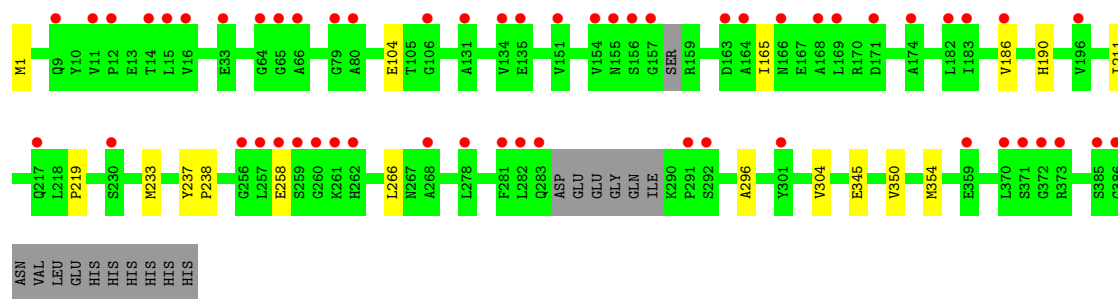 M1 Q9 Y10 V11 P12 E13 T14 L15 V16 E33 G64 G65 A66 G79 A80 E104 T105 G106 A131 V134 E135 V151 V154 N155 S156 G157 SER R159 D163 A164 I165 N166 E167 A168 L169 R170 D171 A174 L182 I183 V186 H190 V196 I211
Q217 L218 P219 S230 M233 Y237 P238 G256 L257 E258 S259 G260 K261 H262 L266 N267 A268 L278 F281 L282 Q283 ASP GLU GLU GLY GLN ILE K290 P291 S292 A296 Y301 V304 E345 V350 M354 E359 L370 S371 G372 R373 S385
ASN VAL LEU GLU HIS HIS HIS HIS HIS HIS